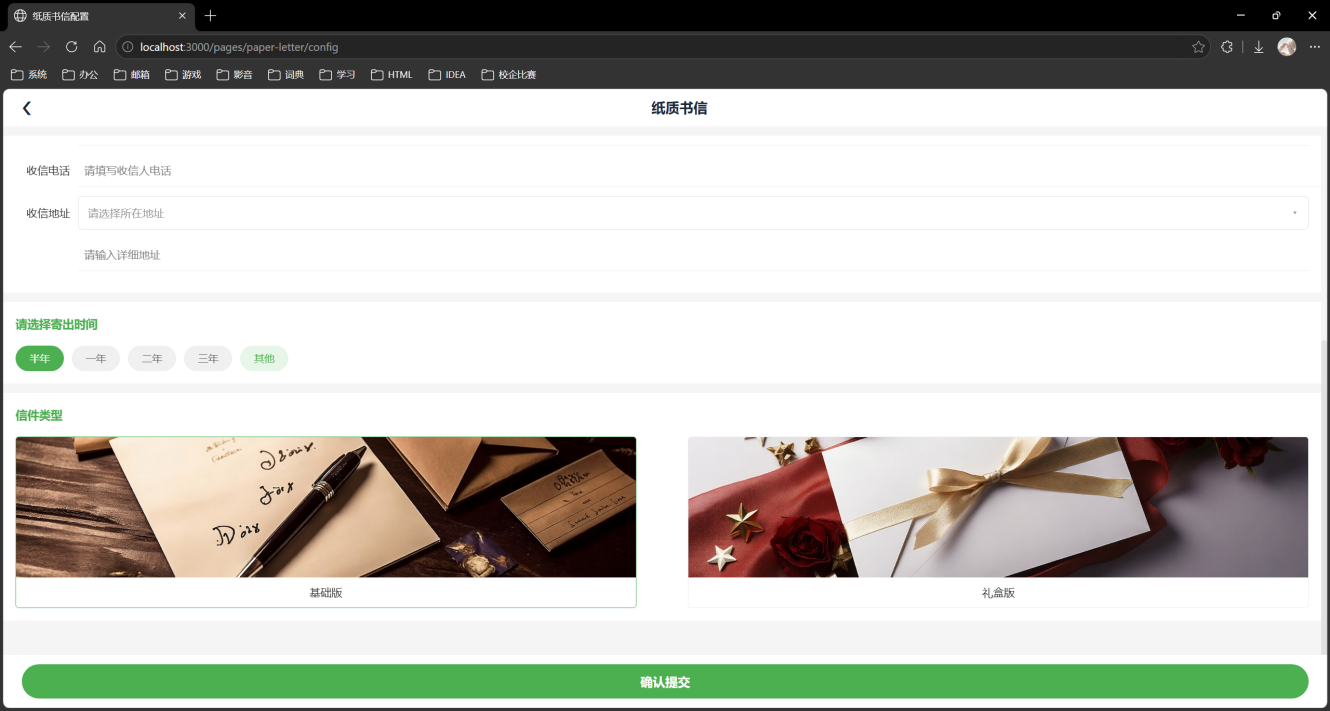 纸质书信配置
localhost:3000/pages/paper-letter/config
系统 办公 邮箱 游戏 影音 词典 学习 HTML IDEA 校企比赛
纸质书信
收信电话 请填写收信人电话
收信地址 请选择所在地址
请输入详细地址
请选择寄出时间
半年 一年 二年 三年 其他
信件类型
基础版 礼盒版
确认提交